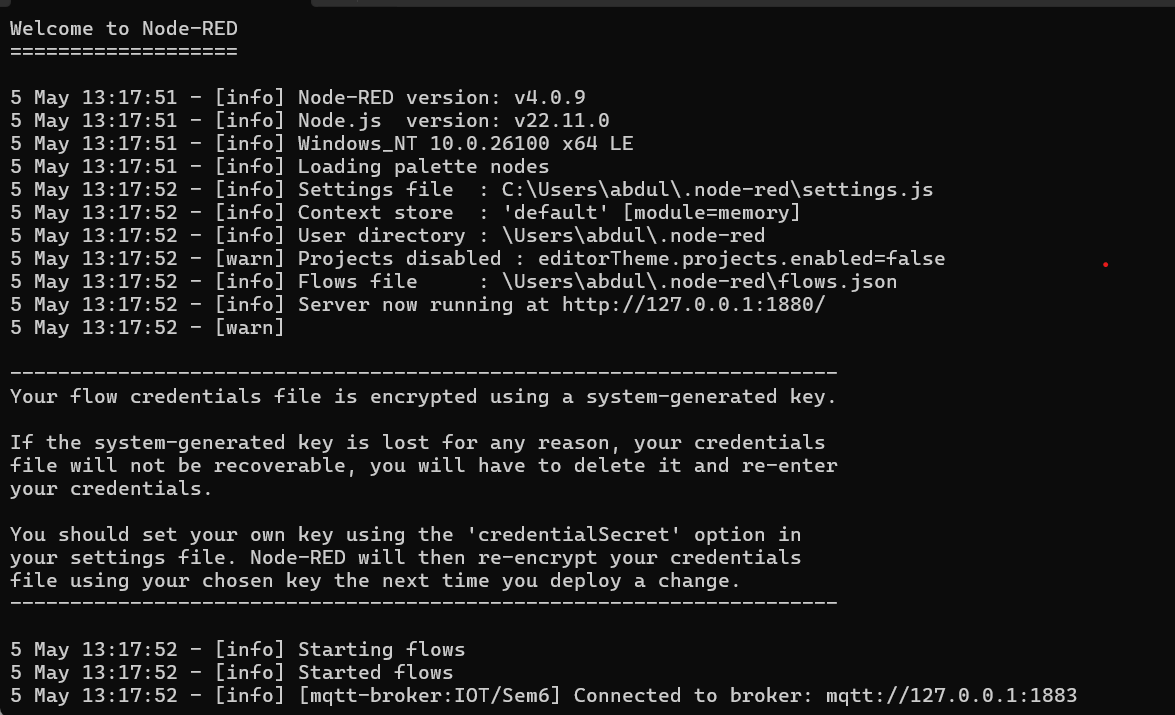 Welcome to Node-RED
===================
5 May 13:17:51 - [info] Node-RED version: v4.0.9
5 May 13:17:51 - [info] Node.js  version: v22.11.0
5 May 13:17:51 - [info] Windows_NT 10.0.26100 x64 LE
5 May 13:17:51 - [info] Loading palette nodes
5 May 13:17:52 - [info] Settings file  : C:\Users\abdul\.node-red\settings.js
5 May 13:17:52 - [info] Context store  : 'default' [module=memory]
5 May 13:17:52 - [info] User directory : \Users\abdul\.node-red
5 May 13:17:52 - [warn] Projects disabled : editorTheme.projects.enabled=false
5 May 13:17:52 - [info] Flows file     : \Users\abdul\.node-red\flows.json
5 May 13:17:52 - [info] Server now running at http://127.0.0.1:1880/
5 May 13:17:52 - [warn]
---------------------------------------------------------------------
Your flow credentials file is encrypted using a system-generated key.
If the system-generated key is lost for any reason, your credentials
file will not be recoverable, you will have to delete it and re-enter
your credentials.
You should set your own key using the 'credentialSecret' option in
your settings file. Node-RED will then re-encrypt your credentials
file using your chosen key the next time you deploy a change.
---------------------------------------------------------------------
5 May 13:17:52 - [info] Starting flows
5 May 13:17:52 - [info] Started flows
5 May 13:17:52 - [info] [mqtt-broker:IOT/Sem6] Connected to broker: mqtt://127.0.0.1:1883